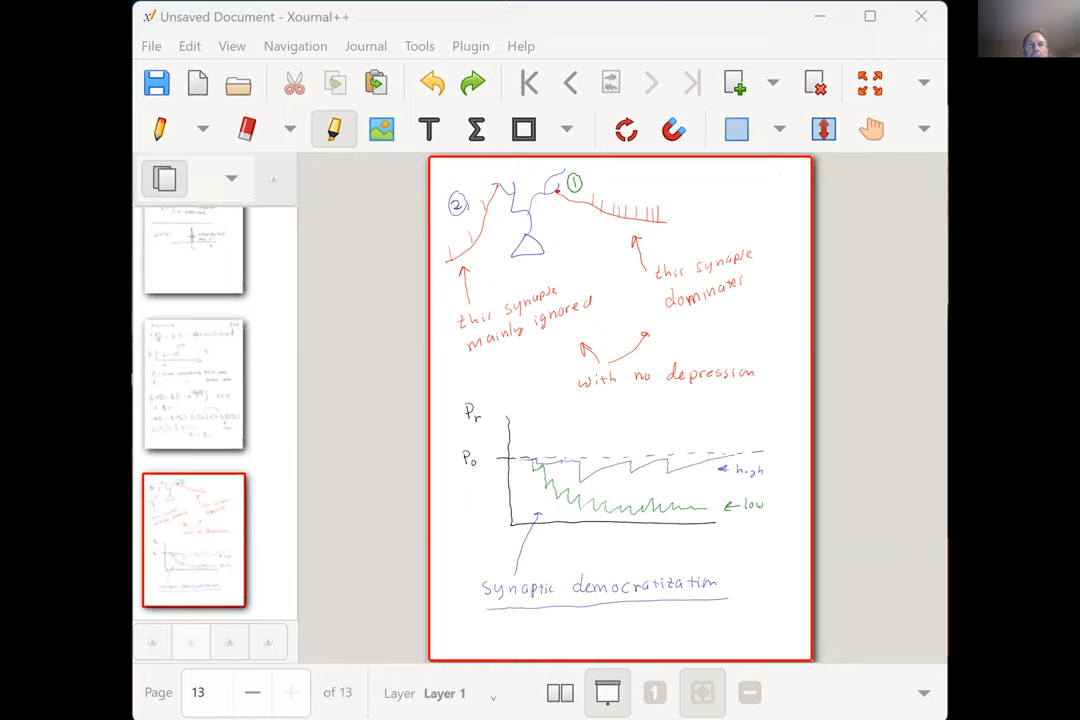 Unsaved Document - Xournal++
File Edit View Navigation Journal Tools Plugin Help
②
①
this synapse
dominates
this synapse
mainly ignored
with no depression
Pr
P0
high
low
synaptic democratization
Page 13 of 13 Layer Layer 1